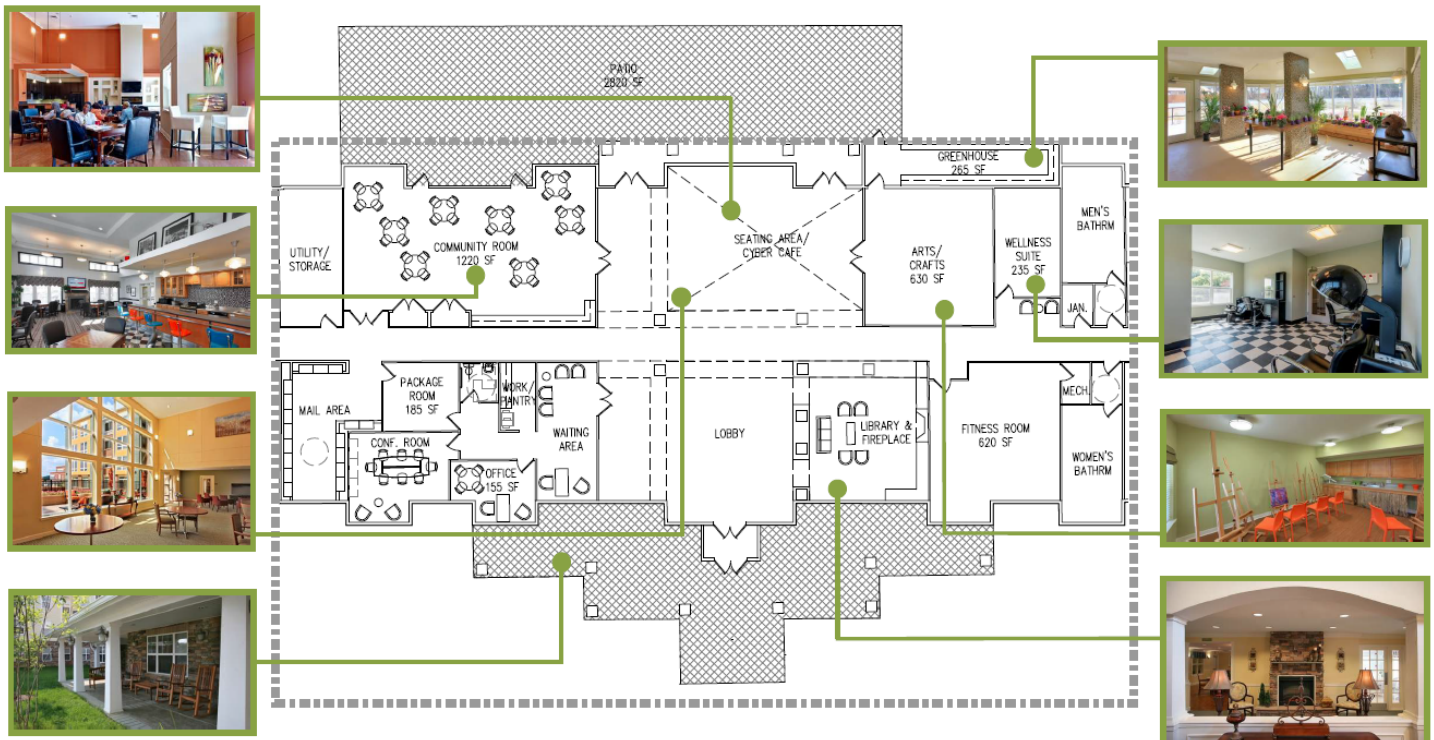 PATIO
2820 SF
GREENHOUSE
265 SF
UTILITY/
STORAGE
COMMUNITY ROOM
1220 SF
SEATING AREA/
CYBER CAFE
ARTS/
CRAFTS
630 SF
WELLNESS
SUITE
235 SF
MEN'S
BATHRM
JAN.
MAIL AREA
PACKAGE
ROOM
185 SF
WORK/
PANTRY
CONF. ROOM
OFFICE
155 SF
WAITING
AREA
LOBBY
LIBRARY &
FIREPLACE
FITNESS ROOM
620 SF
MECH.
WOMEN'S
BATHRM